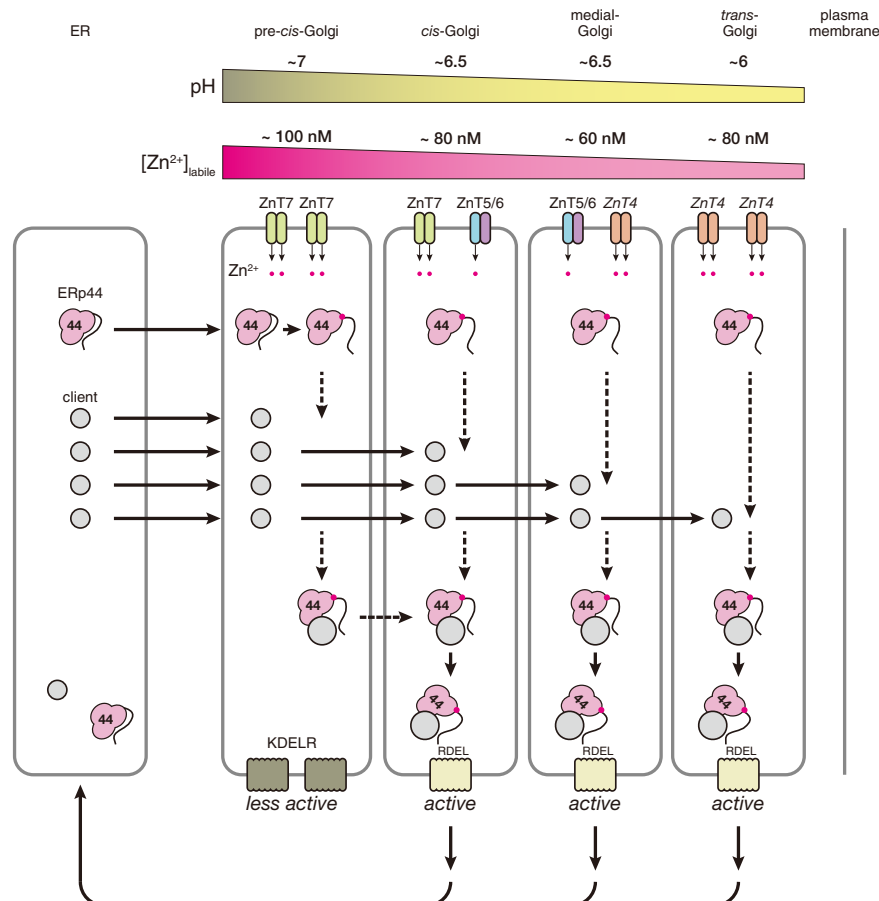 ER
pre-cis-Golgi
cis-Golgi
medial-
Golgi
trans-
Golgi
plasma
membrane
pH
~7
~6.5
~6.5
~6
[Zn²⁺]labile
~ 100 nM
~ 80 nM
~ 60 nM
~ 80 nM
ZnT7 ZnT7
ZnT7 ZnT5/6
ZnT5/6 ZnT4
ZnT4 ZnT4
Zn²⁺
ERp44
44
44
44
44
44
44
client
44
44
44
44
44
44
44
44
KDELR
RDEL
RDEL
RDEL
less active
active
active
active